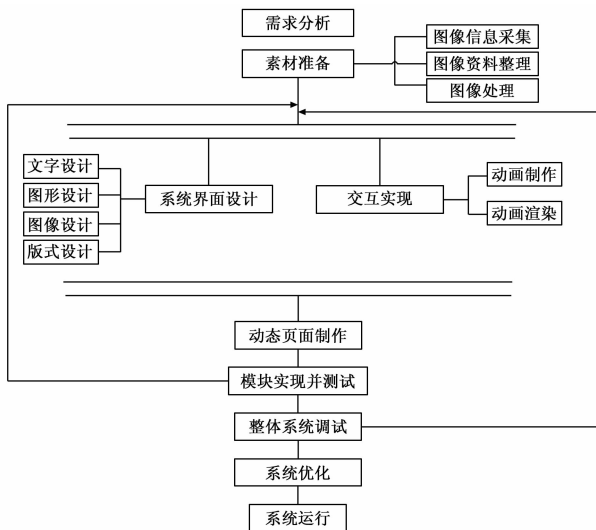 需求分析
素材准备
图像信息采集
图像资料整理
图像处理
文字设计
图形设计
图像设计
版式设计
系统界面设计
交互实现
动画制作
动画渲染
动态页面制作
模块实现并测试
整体系统调试
系统优化
系统运行